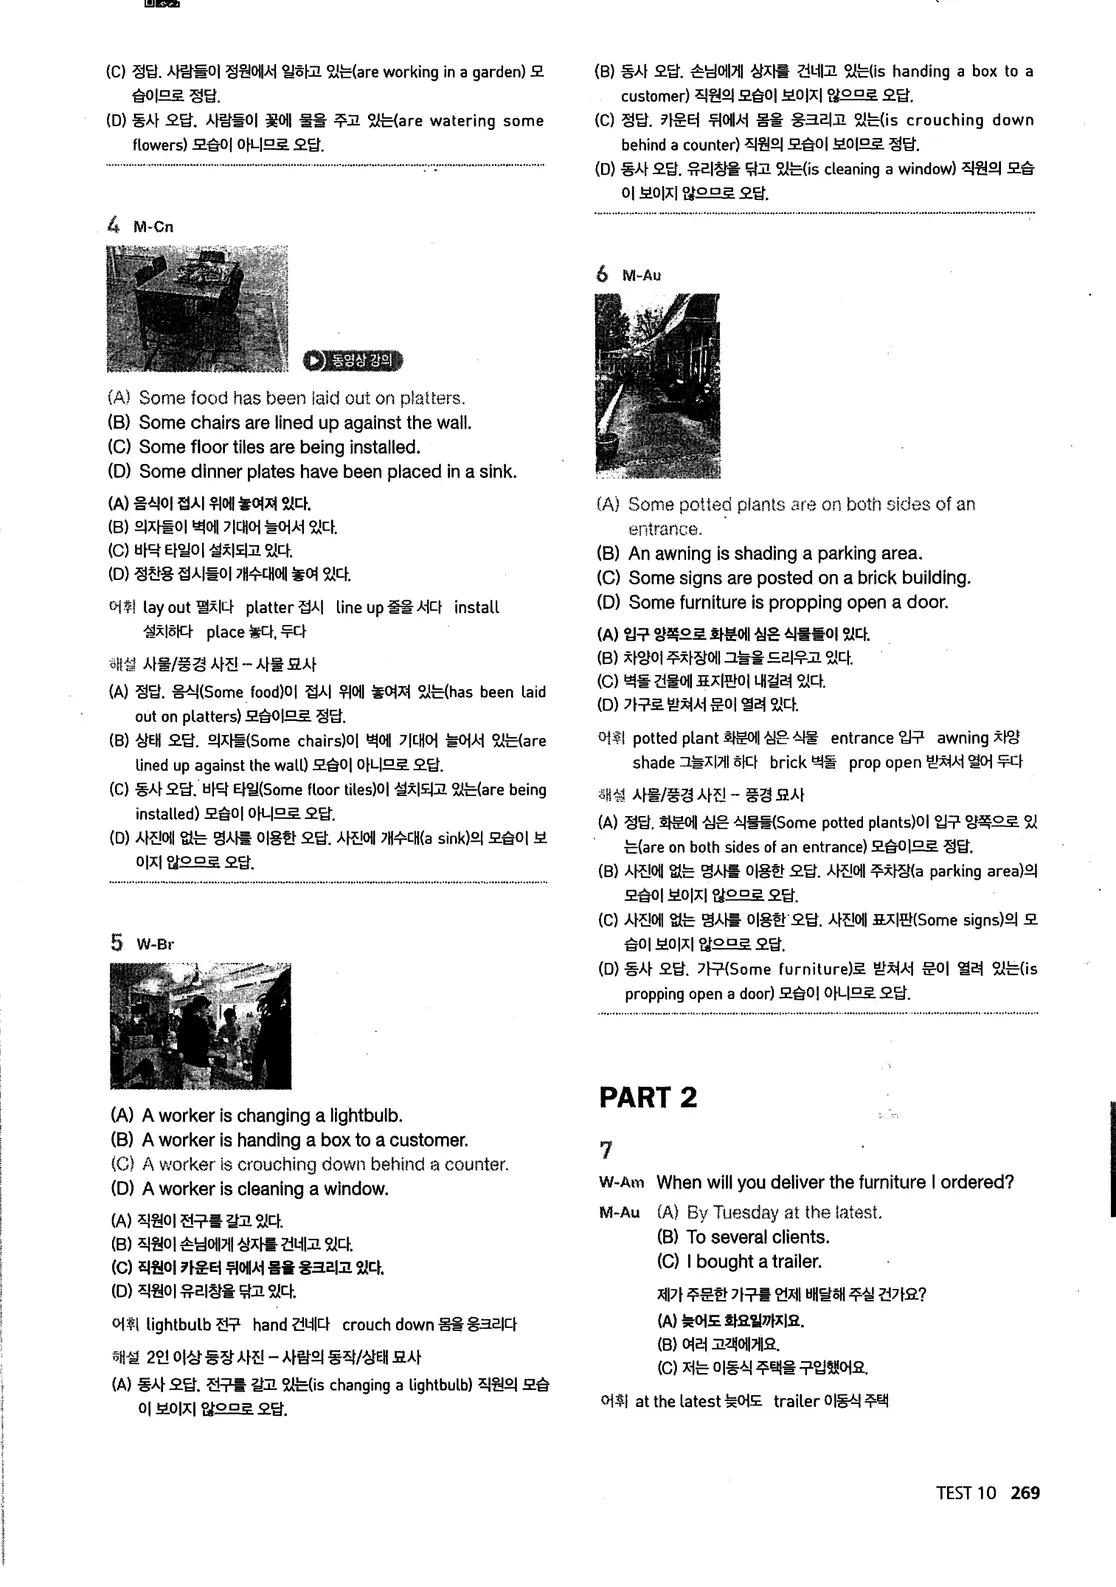 (C) 정답. 사람들이 정원에서 일하고 있는(are working in a garden) 모
습이므로 정답.
(D) 동사 오답. 사람들이 꽃에 물을 주고 있는(are watering some
flowers) 모습이 아니므로 오답.
4 M-Cn
동영상 강의
(A) Some food has been laid out on platters.
(B) Some chairs are lined up against the wall.
(C) Some floor tiles are being installed.
(D) Some dinner plates have been placed in a sink.
(A) 음식이 접시 위에 놓여져 있다.
(B) 의자들이 벽에 기대어 늘어서 있다.
(C) 바닥 타일이 설치되고 있다.
(D) 정찬용 접시들이 개수대에 놓여 있다.
어휘 lay out 펼치다 platter 접시 line up 줄을 서다 install
설치하다 place 놓다, 두다
해설 사물/풍경 사진 – 사물 묘사
(A) 정답. 음식(Some food)이 접시 위에 놓여져 있는(has been laid
out on platters) 모습이므로 정답.
(B) 상태 오답. 의자들(Some chairs)이 벽에 기대어 늘어서 있는(are
lined up against the wall) 모습이 아니므로 오답.
(C) 동사 오답. 바닥 타일(Some floor tiles)이 설치되고 있는(are being
installed) 모습이 아니므로 오답.
(D) 사진에 없는 명사를 이용한 오답. 사진에 개수대(a sink)의 모습이 보
이지 않으므로 오답.
5 W-Br
(A) A worker is changing a lightbulb.
(B) A worker is handing a box to a customer.
(C) A worker is crouching down behind a counter.
(D) A worker is cleaning a window.
(A) 직원이 전구를 갈고 있다.
(B) 직원이 손님에게 상자를 건네고 있다.
(C) 직원이 카운터 뒤에서 몸을 웅크리고 있다.
(D) 직원이 유리창을 닦고 있다.
어휘 lightbulb 전구 hand 건네다 crouch down 몸을 웅크리다
해설 2인 이상 등장 사진 – 사람의 동작/상태 묘사
(A) 동사 오답. 전구를 갈고 있는(is changing a lightbulb) 직원의 모습
이 보이지 않으므로 오답.
(B) 동사 오답. 손님에게 상자를 건네고 있는(is handing a box to a
customer) 직원의 모습이 보이지 않으므로 오답.
(C) 정답. 카운터 뒤에서 몸을 웅크리고 있는(is crouching down
behind a counter) 직원의 모습이 보이므로 정답.
(D) 동사 오답. 유리창을 닦고 있는(is cleaning a window) 직원의 모습
이 보이지 않으므로 오답.
6 M-Au
(A) Some potted plants are on both sides of an
entrance.
(B) An awning is shading a parking area.
(C) Some signs are posted on a brick building.
(D) Some furniture is propping open a door.
(A) 입구 양쪽으로 화분에 심은 식물들이 있다.
(B) 차양이 주차장에 그늘을 드리우고 있다.
(C) 벽돌 건물에 표지판이 내걸려 있다.
(D) 가구로 받쳐서 문이 열려 있다.
어휘 potted plant 화분에 심은 식물 entrance 입구 awning 차양
shade 그늘지게 하다 brick 벽돌 prop open 받쳐서 열어 두다
해설 사물/풍경 사진 – 풍경 묘사
(A) 정답. 화분에 심은 식물들(Some potted plants)이 입구 양쪽으로 있
는(are on both sides of an entrance) 모습이므로 정답.
(B) 사진에 없는 명사를 이용한 오답. 사진에 주차장(a parking area)의
모습이 보이지 않으므로 오답.
(C) 사진에 없는 명사를 이용한 오답. 사진에 표지판(Some signs)의 모
습이 보이지 않으므로 오답.
(D) 동사 오답. 가구(Some furniture)로 받쳐서 문이 열려 있는(is
propping open a door) 모습이 아니므로 오답.
PART 2
7
W-Am When will you deliver the furniture I ordered?
M-Au (A) By Tuesday at the latest.
(B) To several clients.
(C) I bought a trailer.
제가 주문한 가구를 언제 배달해 주실 건가요?
(A) 늦어도 화요일까지요.
(B) 여러 고객에게요.
(C) 저는 이동식 주택을 구입했어요.
어휘 at the latest 늦어도 trailer 이동식 주택
TEST 10 269